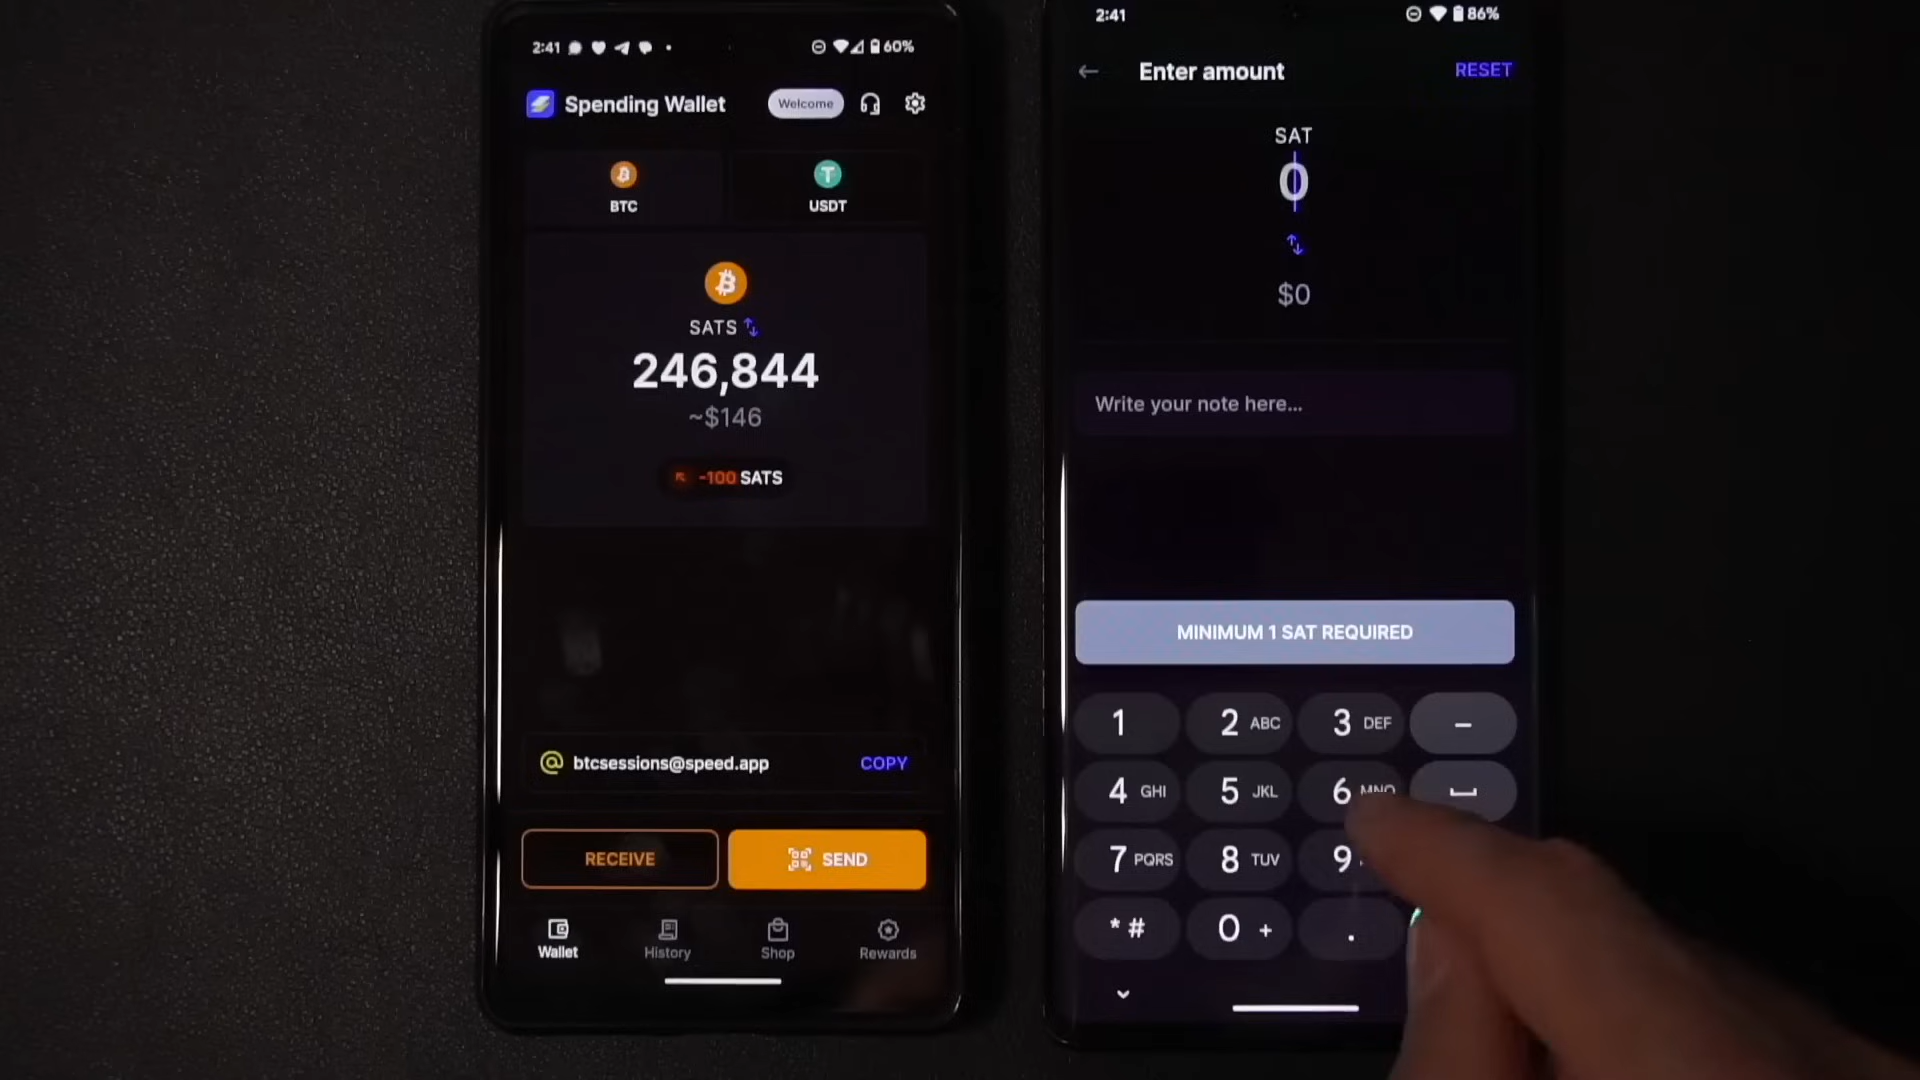 2:41
60%
Spending Wallet
Welcome
BTC
USDT
SATS
246,844
~$146
-100 SATS
btcsessions@speed.app
COPY
RECEIVE
SEND
Wallet
History
Shop
Rewards
2:41
86%
Enter amount
RESET
SAT
0
$0
Write your note here...
MINIMUM 1 SAT REQUIRED
1
2 ABC
3 DEF
-
4 GHI
5 JKL
6 MNO
7 PQRS
8 TUV
9
* #
0 +
.